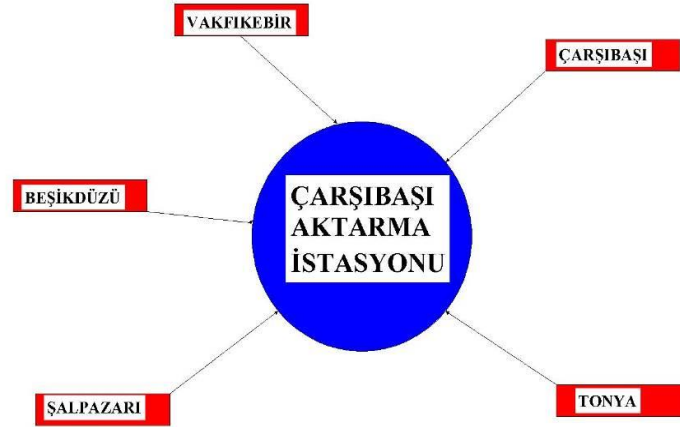 VAKFIKEBİR
ÇARŞIBAŞI
BEŞİKDÜZÜ
ÇARŞIBAŞI
AKTARMA
İSTASYONU
ŞALPAZARI
TONYA